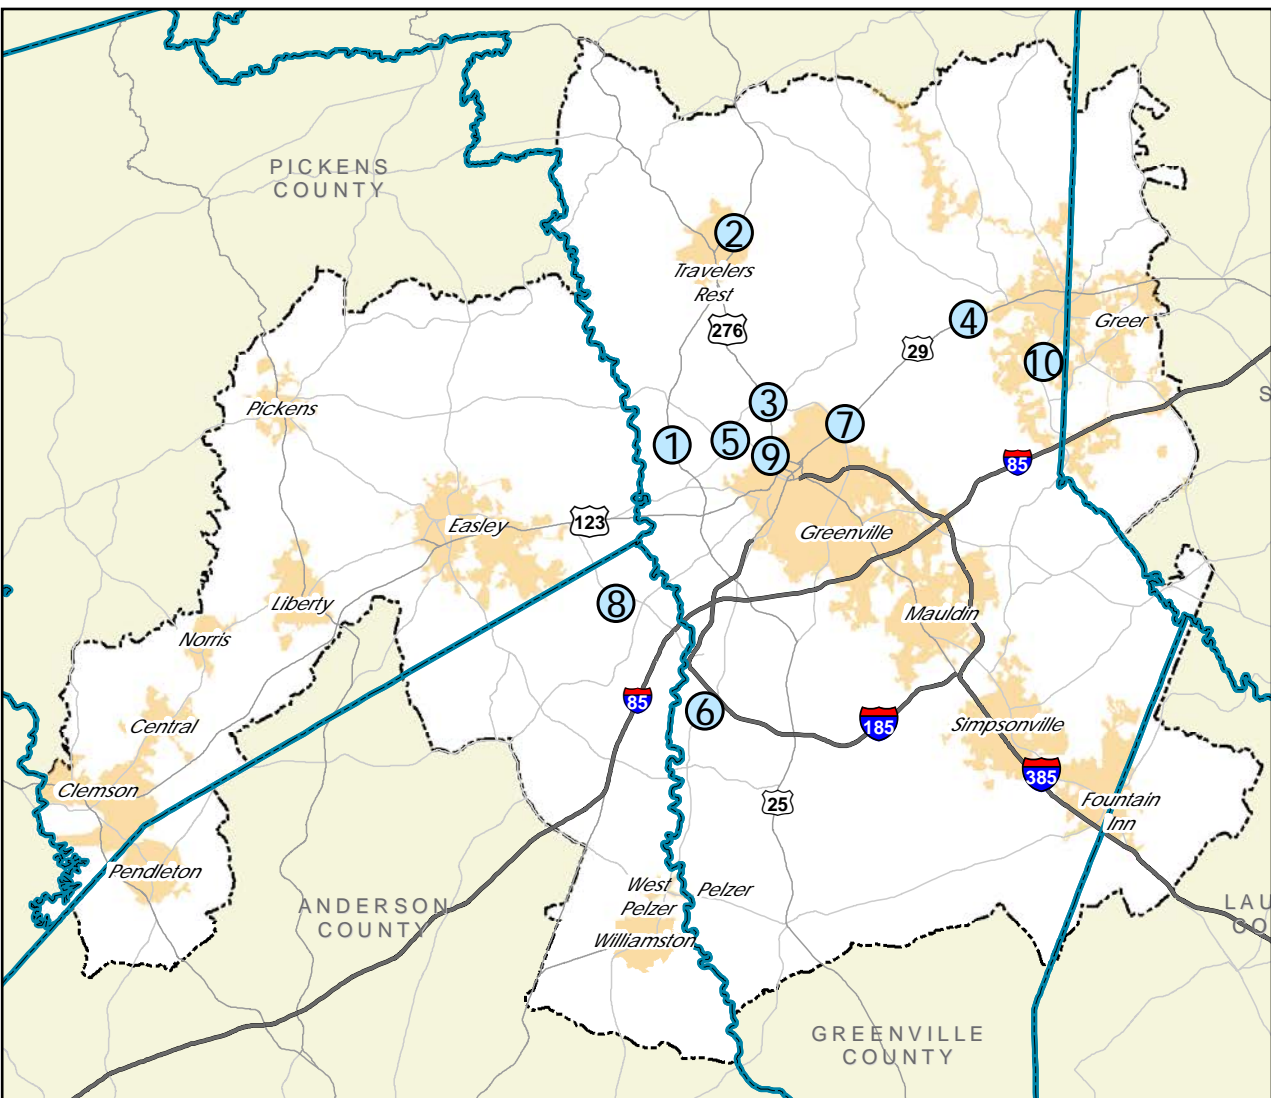 PICKENS
COUNTY
2
Travelers
Rest
276
4
Greer
29
10
S
3
Pickens
7
1
5
9
85
Easley
123
Greenville
8
Liberty
Mauldin
Norris
85
6
185
Central
Simpsonville
385
Clemson
25
Fountain
Inn
Pendleton
West
Pelzer
Pelzer
ANDERSON
COUNTY
LAU
CO
Williamston
GREENVILLE
COUNTY